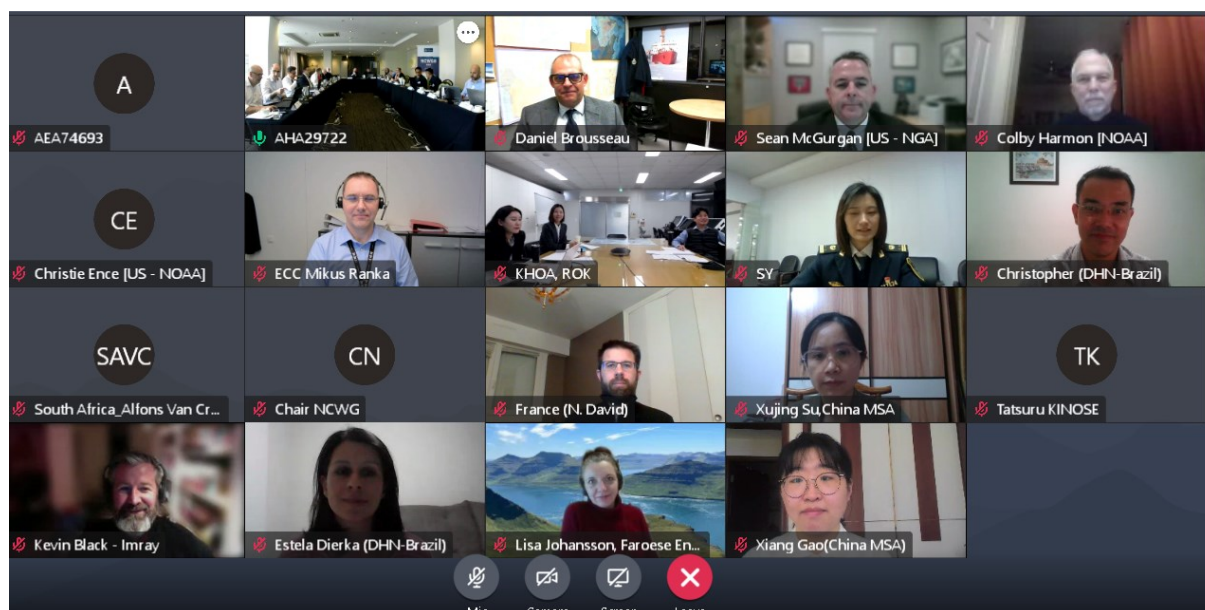 A
AEA74693
AHA29722
Daniel Brousseau
Sean McGurgan [US - NGA]
Colby Harmon [NOAA]
CE
Christie Ence [US - NOAA]
ECC Mikus Ranka
KHOA, ROK
SY
Christopher (DHN-Brazil)
SAVC
South Africa_Alfons Van Cr...
CN
Chair NCWG
France (N. David)
Xujing Su,China MSA
TK
Tatsuru KINOSE
Kevin Black - Imray
Estela Dierka (DHN-Brazil)
Lisa Johansson, Faroese En...
Xiang Gao(China MSA)